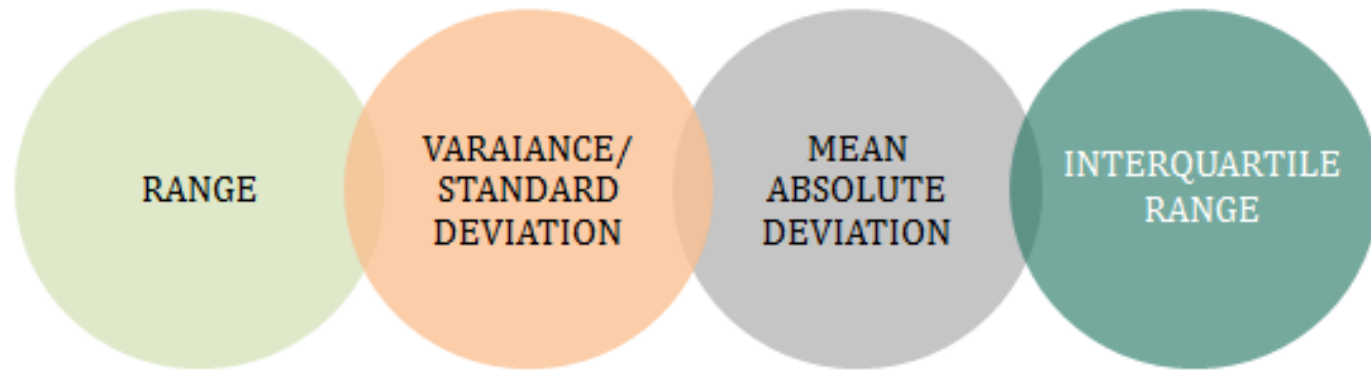 RANGE
VARAIANCE/
STANDARD
DEVIATION
MEAN
ABSOLUTE
DEVIATION
INTERQUARTILE
RANGE